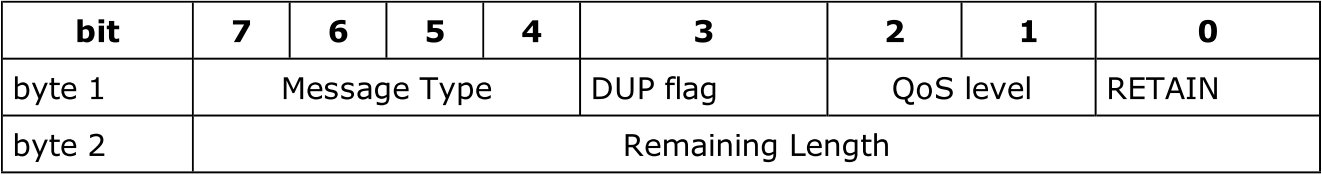 bit 7 6 5 4 3 2 1 0
byte 1 Message Type DUP flag QoS level RETAIN
byte 2 Remaining Length